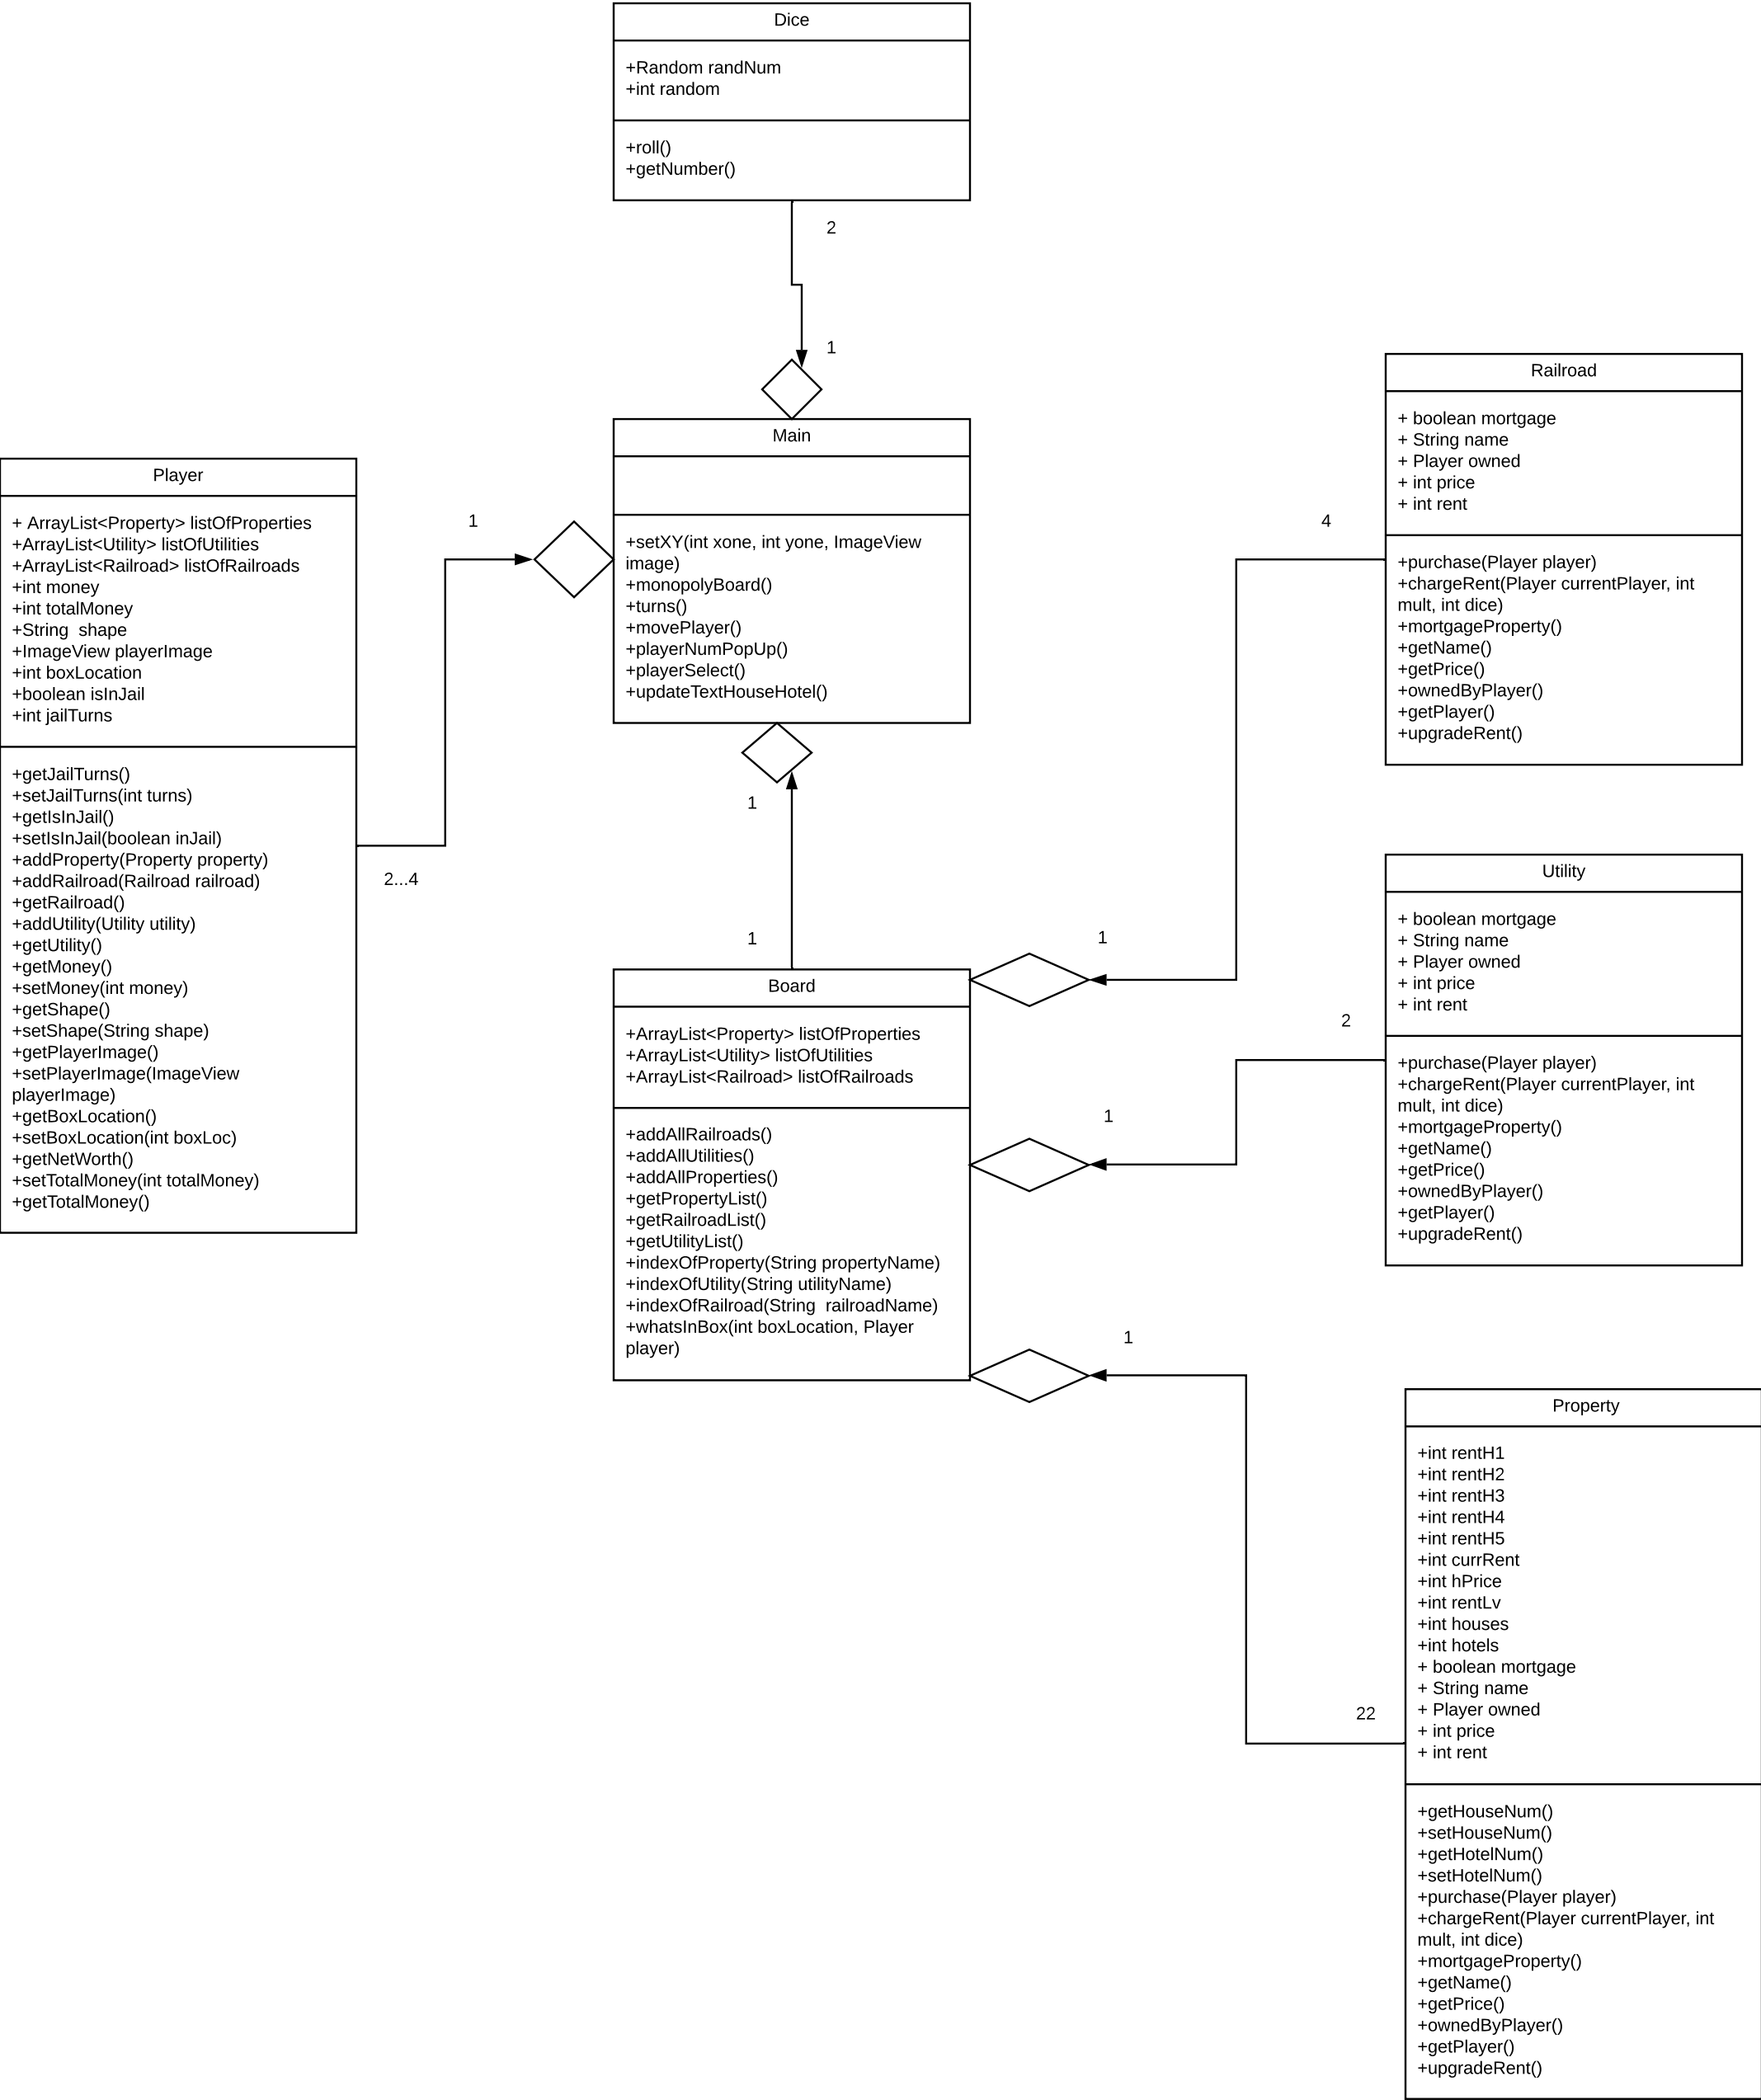 Dice
+Random randNum
+int random
+roll()
+getNumber()
2
1
Main
+setXY(int xone, int yone, ImageView
image)
+monopolyBoard()
+turns()
+movePlayer()
+playerNumPopUp()
+playerSelect()
+updateTextHouseHotel()
1
1
Player
+ ArrayList<Property> listOfProperties
+ArrayList<Utility> listOfUtilities
+ArrayList<Railroad> listOfRailroads
+int money
+int totalMoney
+String  shape
+ImageView playerImage
+int boxLocation
+boolean isInJail
+int jailTurns
+getJailTurns()
+setJailTurns(int turns)
+getIsInJail()
+setIsInJail(boolean inJail)
+addProperty(Property property)
+addRailroad(Railroad railroad)
+getRailroad()
+addUtility(Utility utility)
+getUtility()
+getMoney()
+setMoney(int money)
+getShape()
+setShape(String shape)
+getPlayerImage()
+setPlayerImage(ImageView
playerImage)
+getBoxLocation()
+setBoxLocation(int boxLoc)
+getNetWorth()
+setTotalMoney(int totalMoney)
+getTotalMoney()
1
2...4
Board
+ArrayList<Property> listOfProperties
+ArrayList<Utility> listOfUtilities
+ArrayList<Railroad> listOfRailroads
+addAllRailroads()
+addAllUtilities()
+addAllProperties()
+getPropertyList()
+getRailroadList()
+getUtilityList()
+indexOfProperty(String propertyName)
+indexOfUtility(String utilityName)
+indexOfRailroad(String  railroadName)
+whatsInBox(int boxLocation, Player
player)
1
4
Railroad
+ boolean mortgage
+ String name
+ Player owned
+ int price
+ int rent
+purchase(Player player)
+chargeRent(Player currentPlayer, int
mult, int dice)
+mortgageProperty()
+getName()
+getPrice()
+ownedByPlayer()
+getPlayer()
+upgradeRent()
1
2
Utility
+ boolean mortgage
+ String name
+ Player owned
+ int price
+ int rent
+purchase(Player player)
+chargeRent(Player currentPlayer, int
mult, int dice)
+mortgageProperty()
+getName()
+getPrice()
+ownedByPlayer()
+getPlayer()
+upgradeRent()
1
22
Property
+int rentH1
+int rentH2
+int rentH3
+int rentH4
+int rentH5
+int currRent
+int hPrice
+int rentLv
+int houses
+int hotels
+ boolean mortgage
+ String name
+ Player owned
+ int price
+ int rent
+getHouseNum()
+setHouseNum()
+getHotelNum()
+setHotelNum()
+purchase(Player player)
+chargeRent(Player currentPlayer, int
mult, int dice)
+mortgageProperty()
+getName()
+getPrice()
+ownedByPlayer()
+getPlayer()
+upgradeRent()